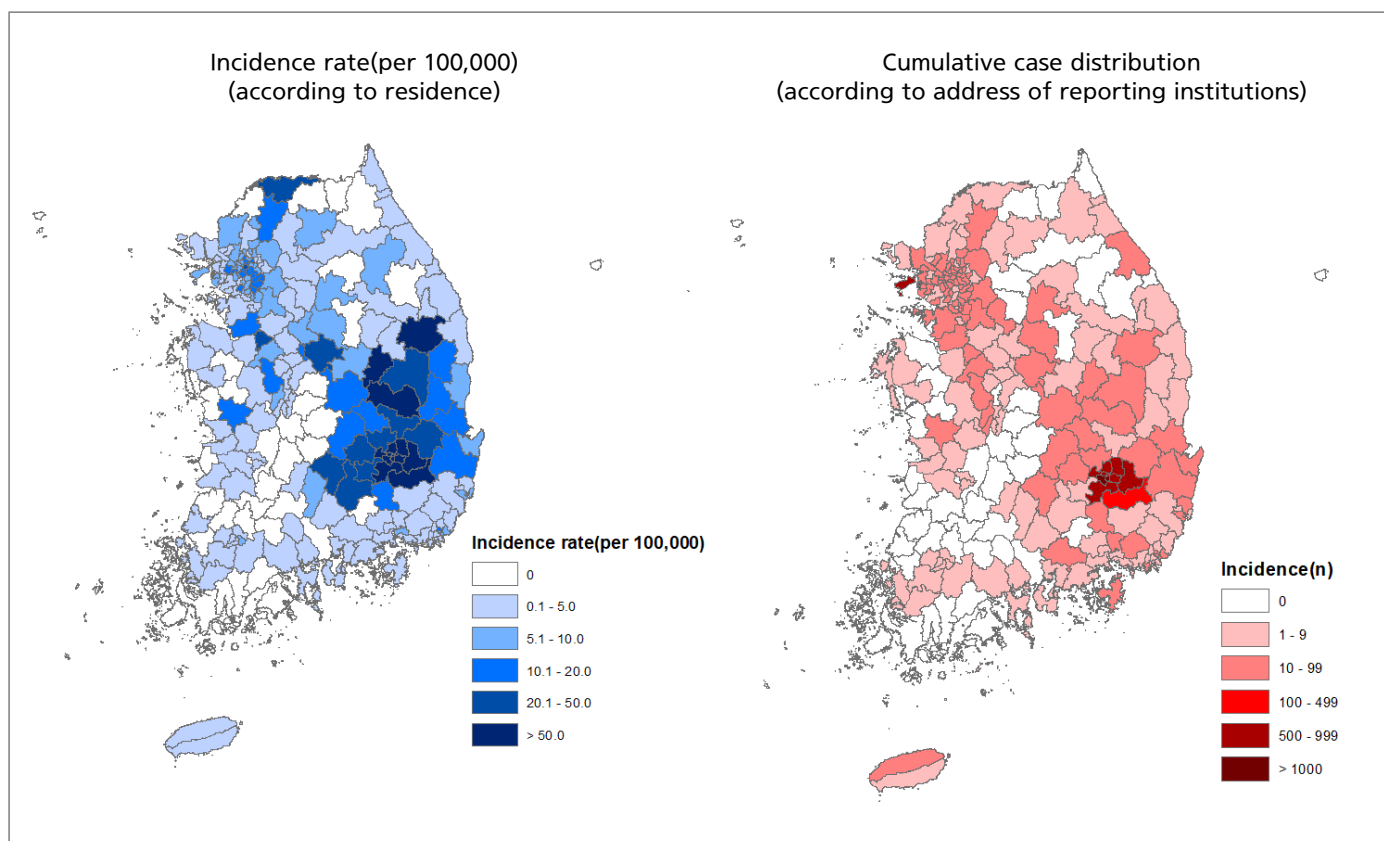 Incidence rate(per 100,000)
(according to residence)
Cumulative case distribution
(according to address of reporting institutions)
Incidence rate(per 100,000)
0
0.1 - 5.0
5.1 - 10.0
10.1 - 20.0
20.1 - 50.0
> 50.0
Incidence(n)
0
1 - 9
10 - 99
100 - 499
500 - 999
> 1000